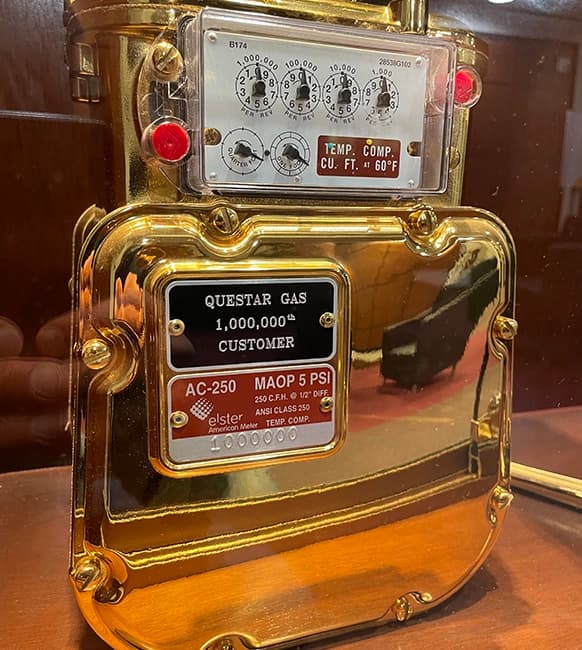 B174
28538G102
1,000,000 100,000 10,000 1,000
PER REV PER REV PER REV PER REV
TEMP. COMP.
CU. FT. AT 60°F
QUESTAR GAS
1,000,000th
CUSTOMER
AC-250 MAOP 5 PSI
250 C.F.H. @ 1/2" DIFF.
ANSI CLASS 250
elster
American Meter TEMP. COMP.
1000000